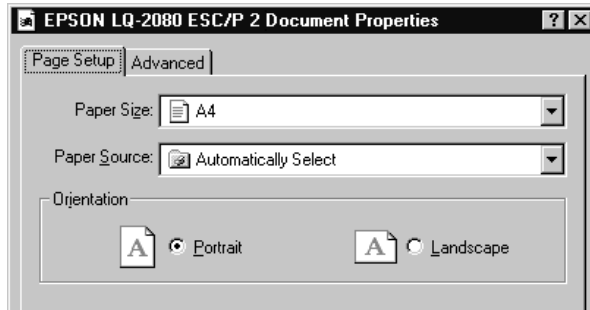 EPSON LQ-2080 ESC/P 2 Document Properties
Page Setup Advanced
Paper Size: A4
Paper Source: Automatically Select
Orientation
A Portrait A Landscape